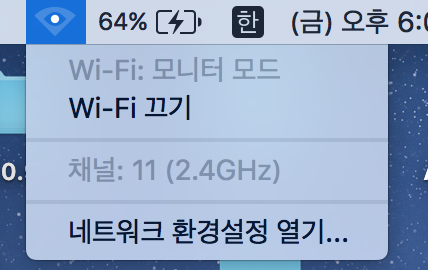 64% 한 (금) 오후 6:0
Wi-Fi: 모니터 모드
Wi-Fi 끄기
채널: 11 (2.4GHz)
0.
네트워크 환경설정 열기...